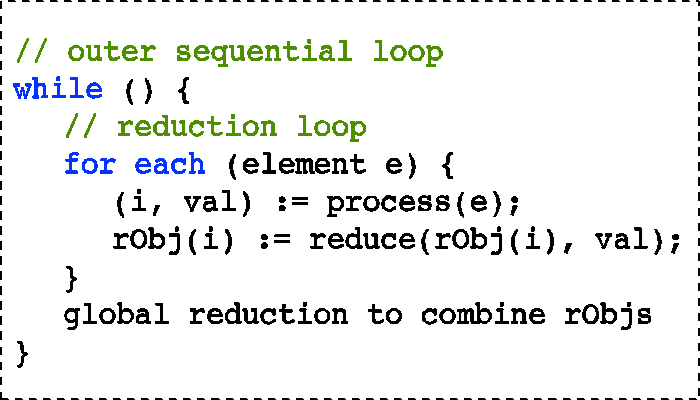 // outer sequential loop
while () {
// reduction loop
for each (element e) {
(i, val) := process(e);
rObj(i) := reduce(rObj(i), val);
}
global reduction to combine rObjs
}